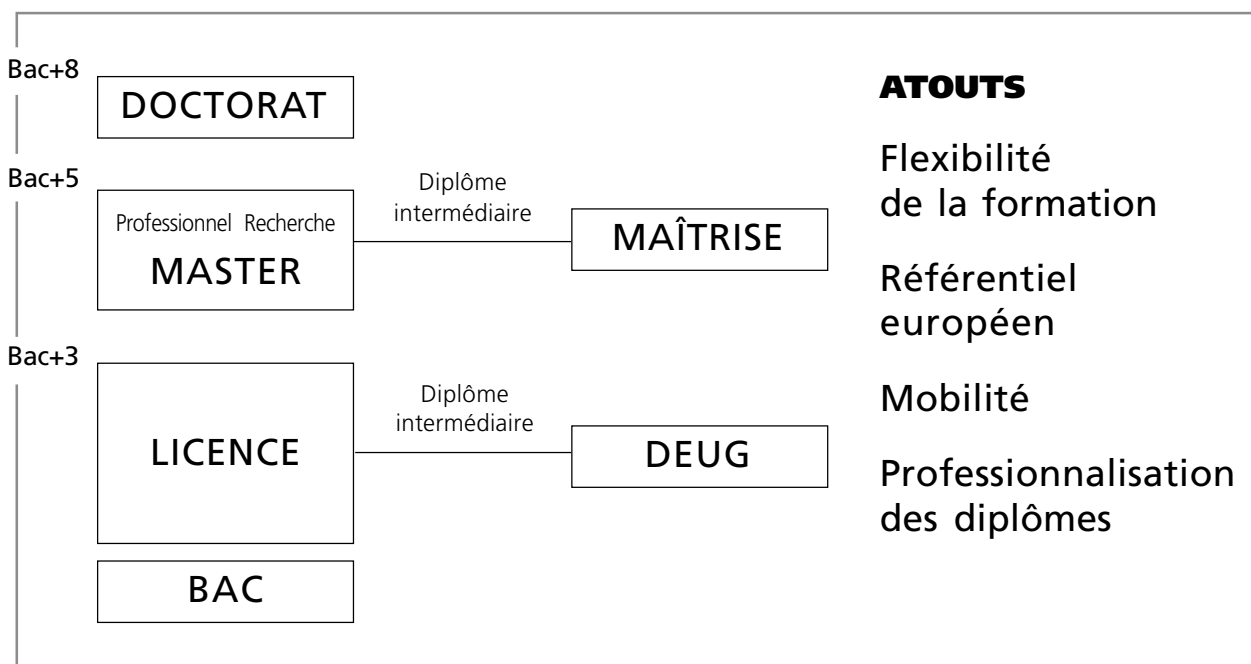 Bac+8
DOCTORAT
Bac+5
Professionnel Recherche
MASTER
Diplôme
intermédiaire
MAÎTRISE
Bac+3
LICENCE
Diplôme
intermédiaire
DEUG
BAC
ATOUTS
Flexibilité
de la formation
Référentiel
européen
Mobilité
Professionnalisation
des diplômes